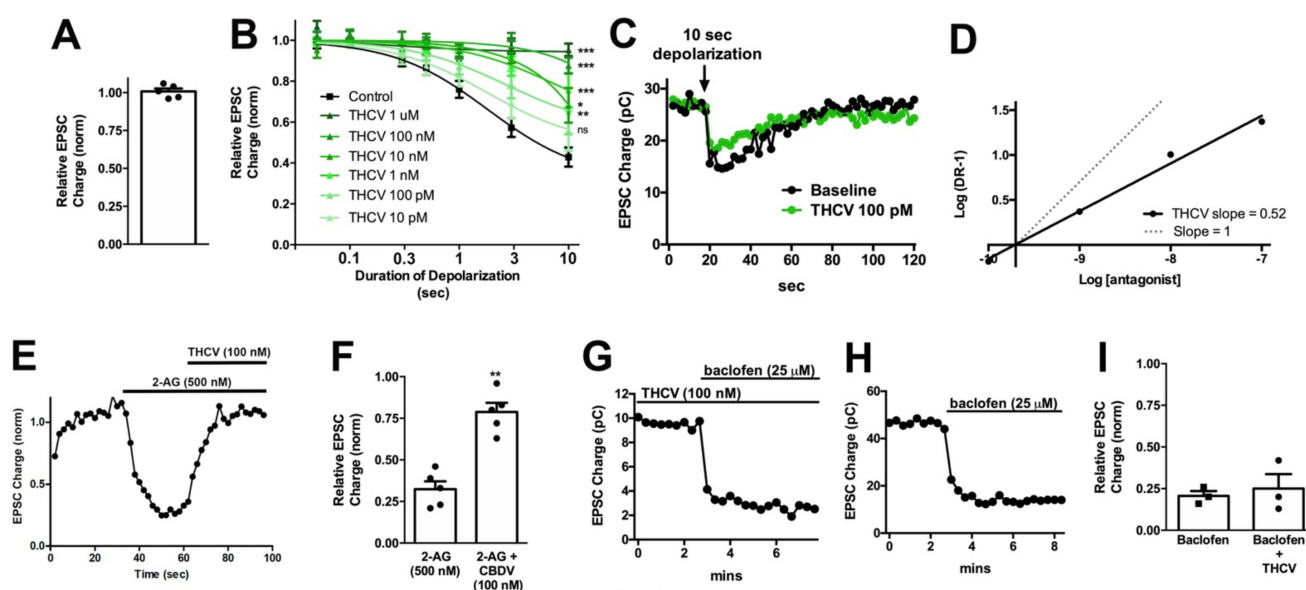 A
Relative EPSC
Charge (norm)
1.00
0.75
0.50
0.25
0.00
B
Relative EPSC
Charge (norm)
1.0
0.8
0.6
0.4
0.2
0.0
Control
THCV 1 uM
THCV 100 nM
THCV 10 nM
THCV 1 nM
THCV 100 pM
THCV 10 pM
***
***
***
*
**
ns
0.1
0.3
1
3
10
Duration of Depolarization
(sec)
C
10 sec
depolarization
EPSC Charge (pC)
30
20
10
0
Baseline
THCV 100 pM
0
20
40
60
80
100
120
sec
D
Log (DR-1)
1.5
1.0
0.5
THCV slope = 0.52
Slope = 1
-10
-9
-8
-7
Log [antagonist]
E
THCV (100 nM)
2-AG (500 nM)
EPSC Charge (norm)
1.0
0.5
0.0
0
20
40
60
80
100
Time (sec)
F
**
Relative EPSC
Charge (norm)
1.00
0.75
0.50
0.25
0.00
2-AG
(500 nM)
2-AG +
CBDV
(100 nM)
G
baclofen (25 µM)
THCV (100 nM)
EPSC Charge (pC)
12
10
8
6
4
2
0
0
2
4
6
mins
H
baclofen (25 µM)
EPSC Charge (pC)
60
40
20
0
0
2
4
6
8
mins
I
Relative EPSC
Charge (norm)
1.00
0.75
0.50
0.25
0.00
Baclofen
Baclofen
+
THCV